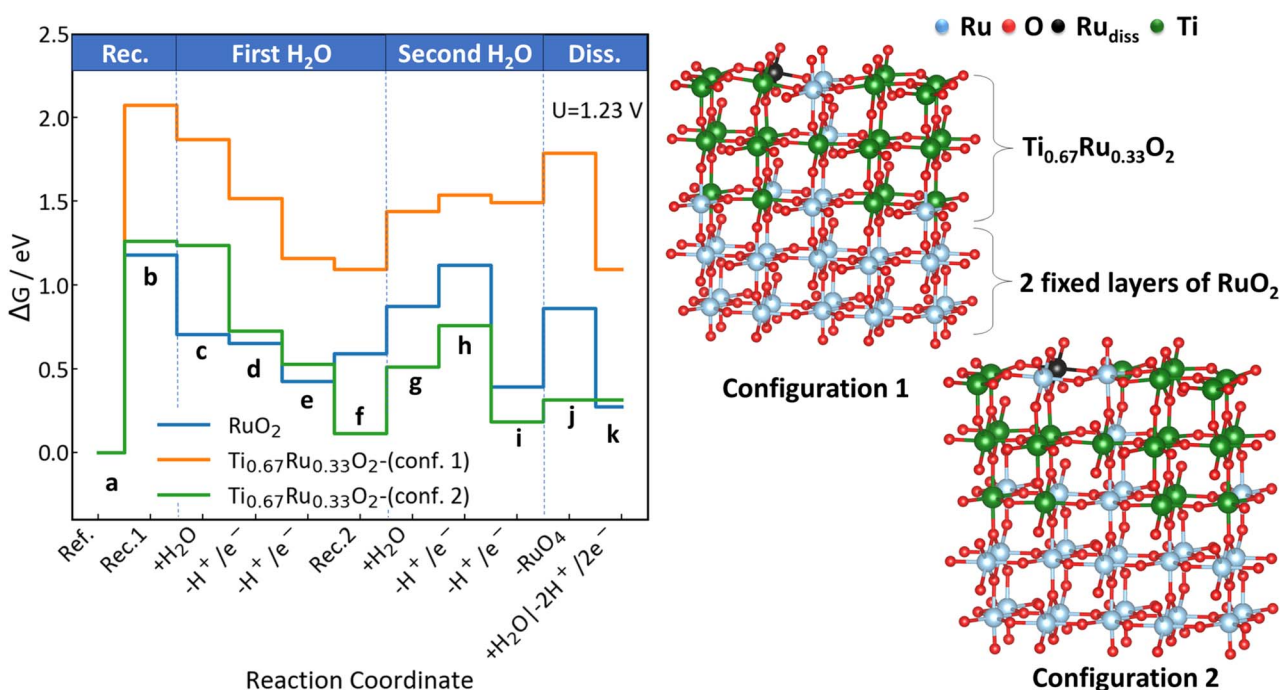 Rec. First H₂O Second H₂O Diss.
U=1.23 V
ΔG / eV
2.5
2.0
1.5
1.0
0.5
0.0
a
b
c
d
e
f
g
h
i
j
k
RuO₂
Ti₀.₆₇Ru₀.₃₃O₂-(conf. 1)
Ti₀.₆₇Ru₀.₃₃O₂-(conf. 2)
Ref.
Rec.1
+H₂O
-H⁺/e⁻
-H⁺/e⁻
Rec.2
+H₂O
-H⁺/e⁻
-H⁺/e⁻
-RuO₄
+H₂O|-2H⁺/2e⁻
Reaction Coordinate
Ru O Ru_diss Ti
Ti₀.₆₇Ru₀.₃₃O₂
2 fixed layers of RuO₂
Configuration 1
Configuration 2